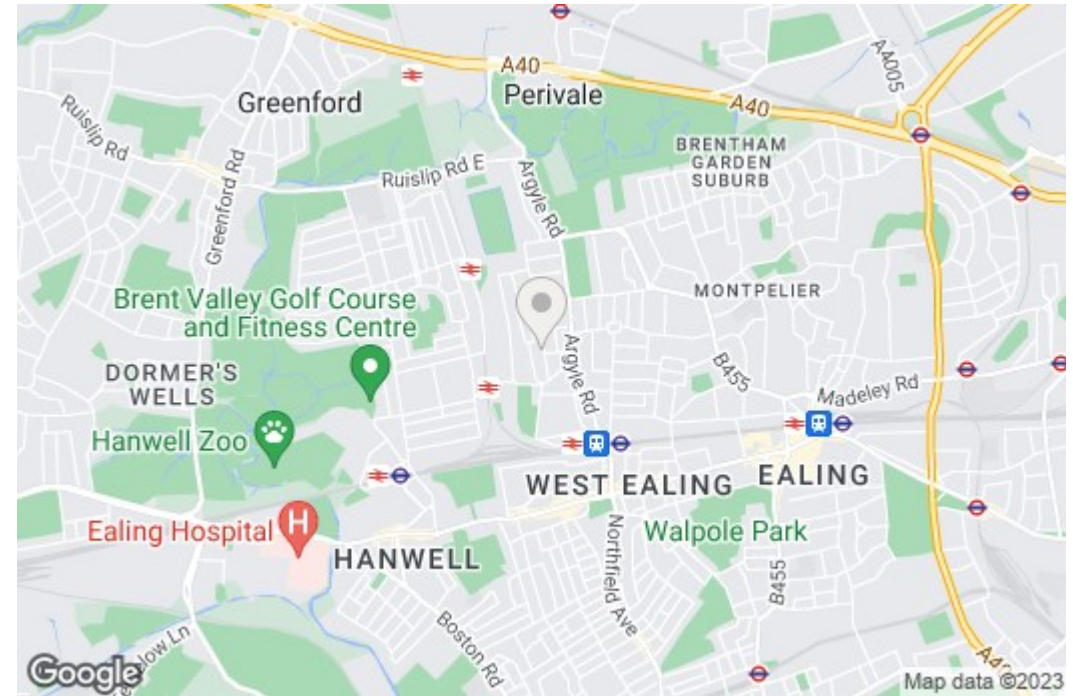 A40
Perivale
Greenford
A4005
A40
Ruislip Rd
BRENTHAM
GARDEN
SUBURB
Ruislip Rd E
Argyle Rd
Greenford Rd
Brent Valley Golf Course
and Fitness Centre
MONTPELIER
DORMER'S
WELLS
Argyle Rd
B455
Madeley Rd
Hanwell Zoo
WEST EALING
EALING
Ealing Hospital
H
Walpole Park
HANWELL
Northfield Ave
B455
Boston Rd
Google
Map data ©2023